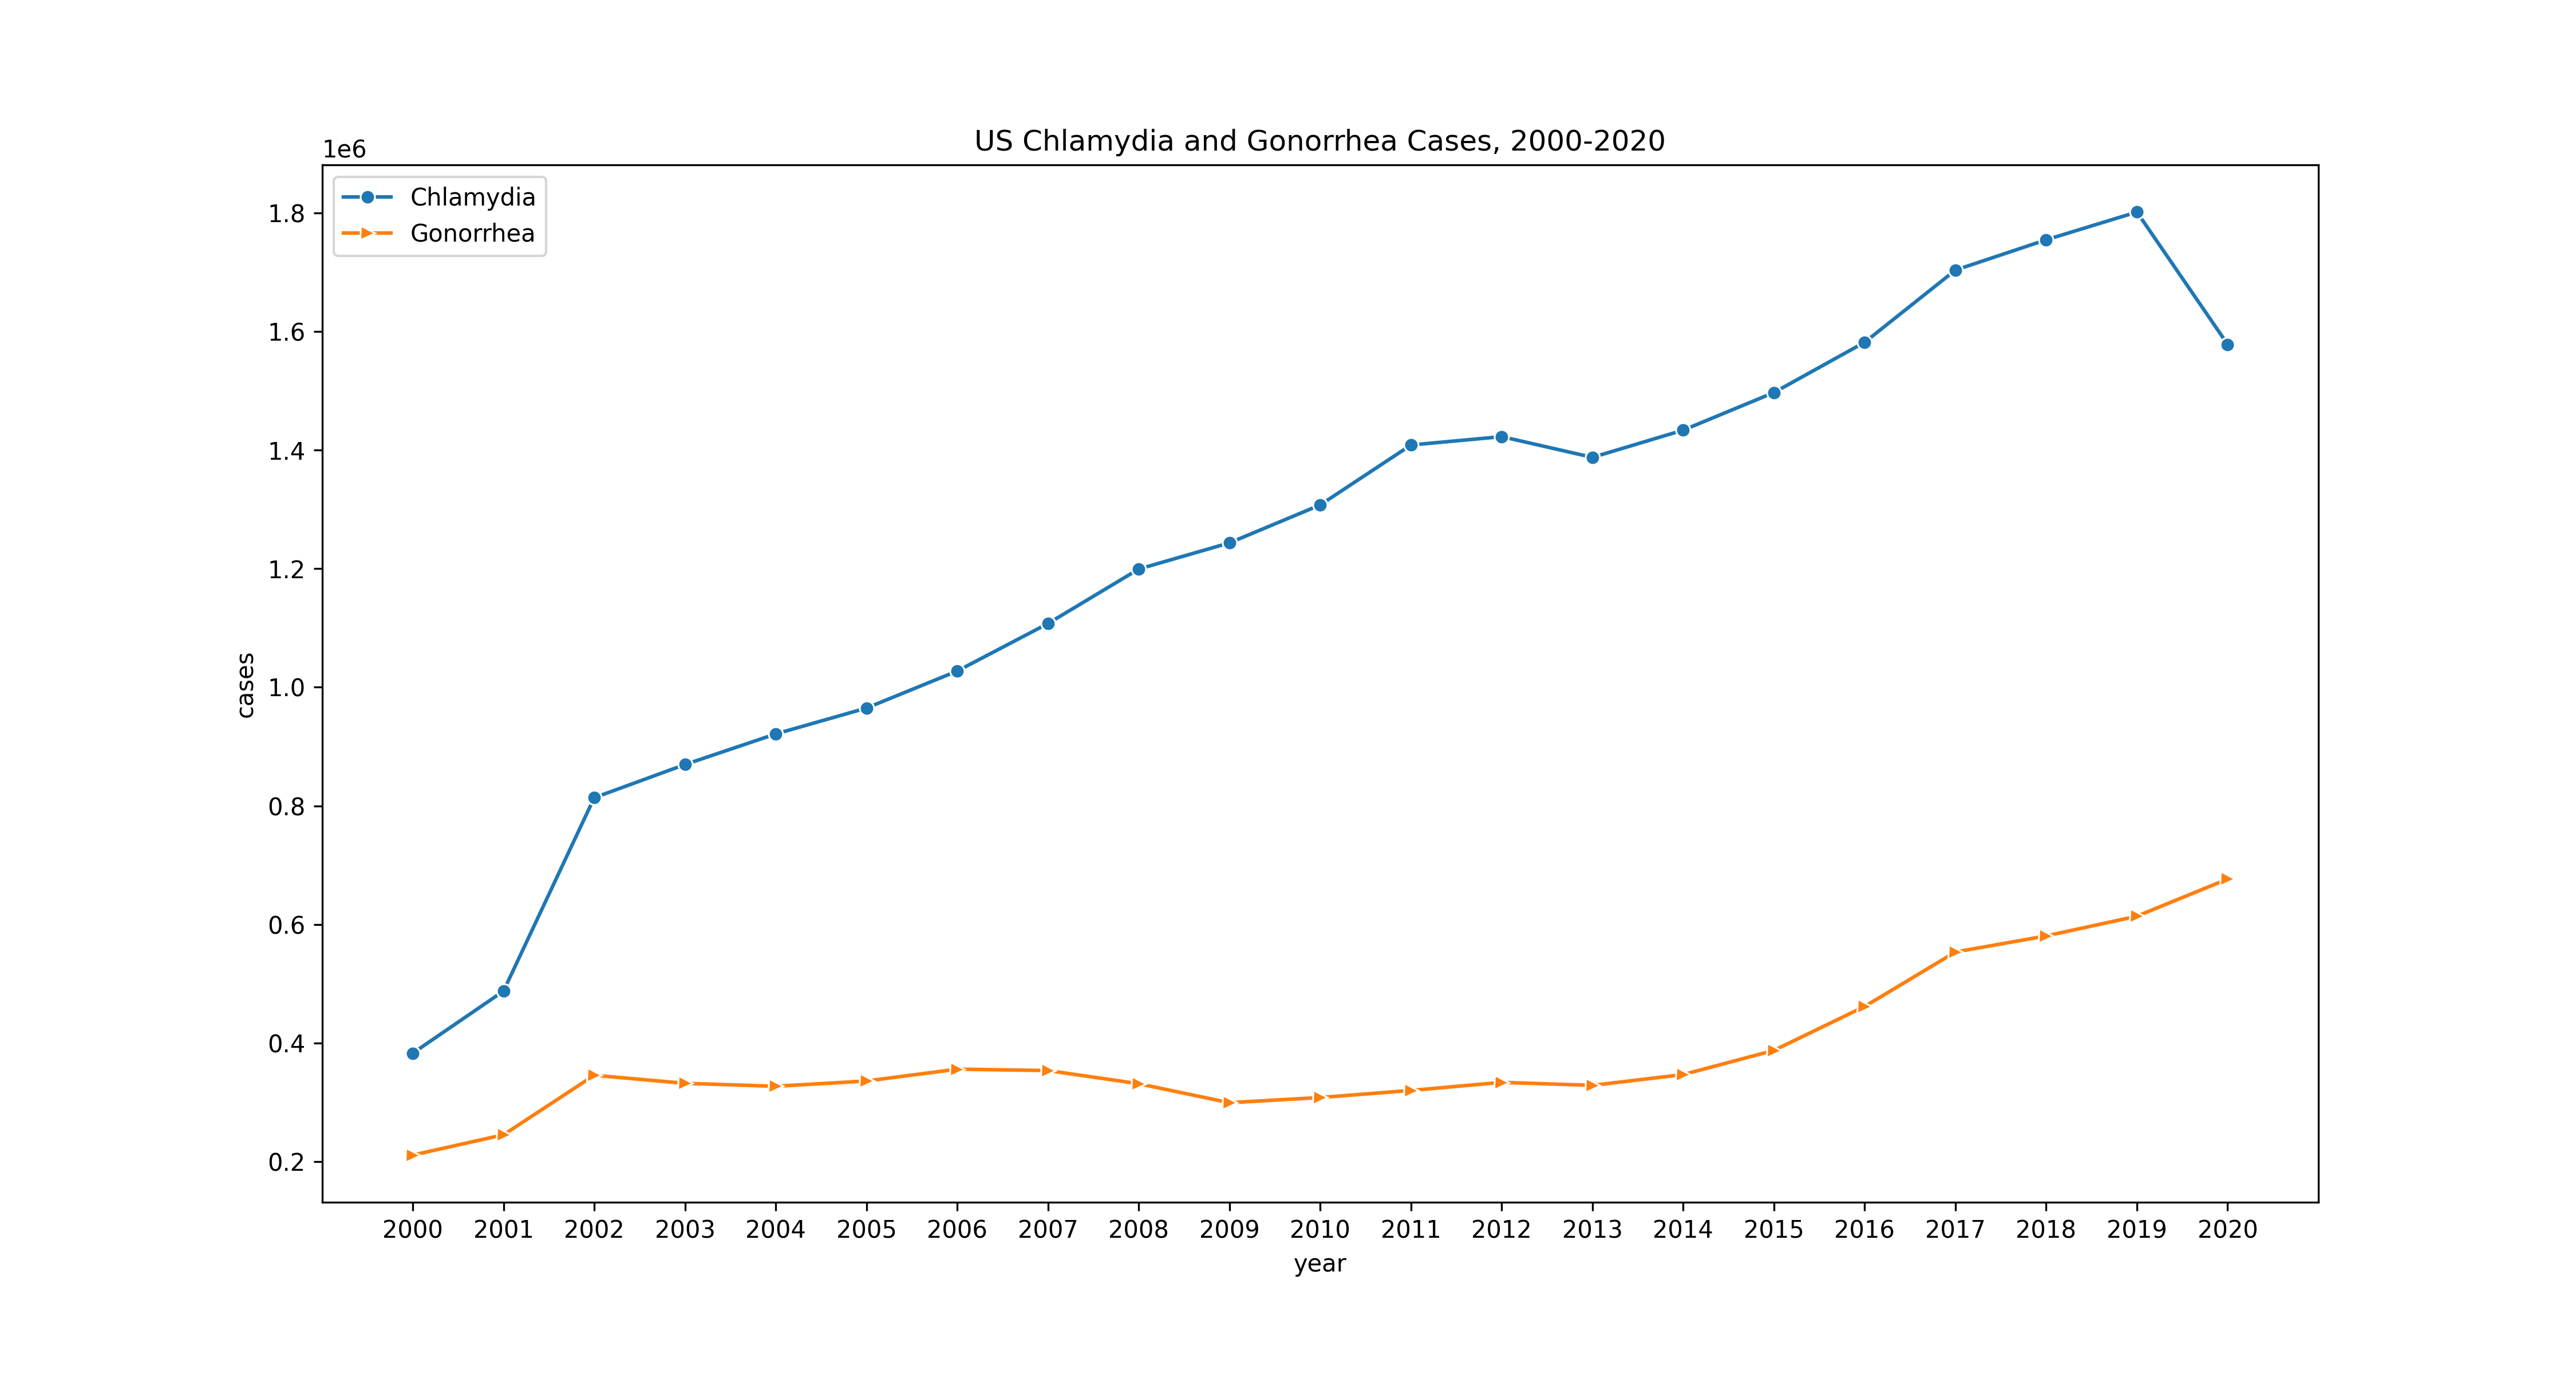 US Chlamydia and Gonorrhea Cases, 2000-2020
1e6
Chlamydia
Gonorrhea
1.8
1.6
1.4
1.2
1.0
0.8
0.6
0.4
0.2
cases
2000 2001 2002 2003 2004 2005 2006 2007 2008 2009 2010 2011 2012 2013 2014 2015 2016 2017 2018 2019 2020
year